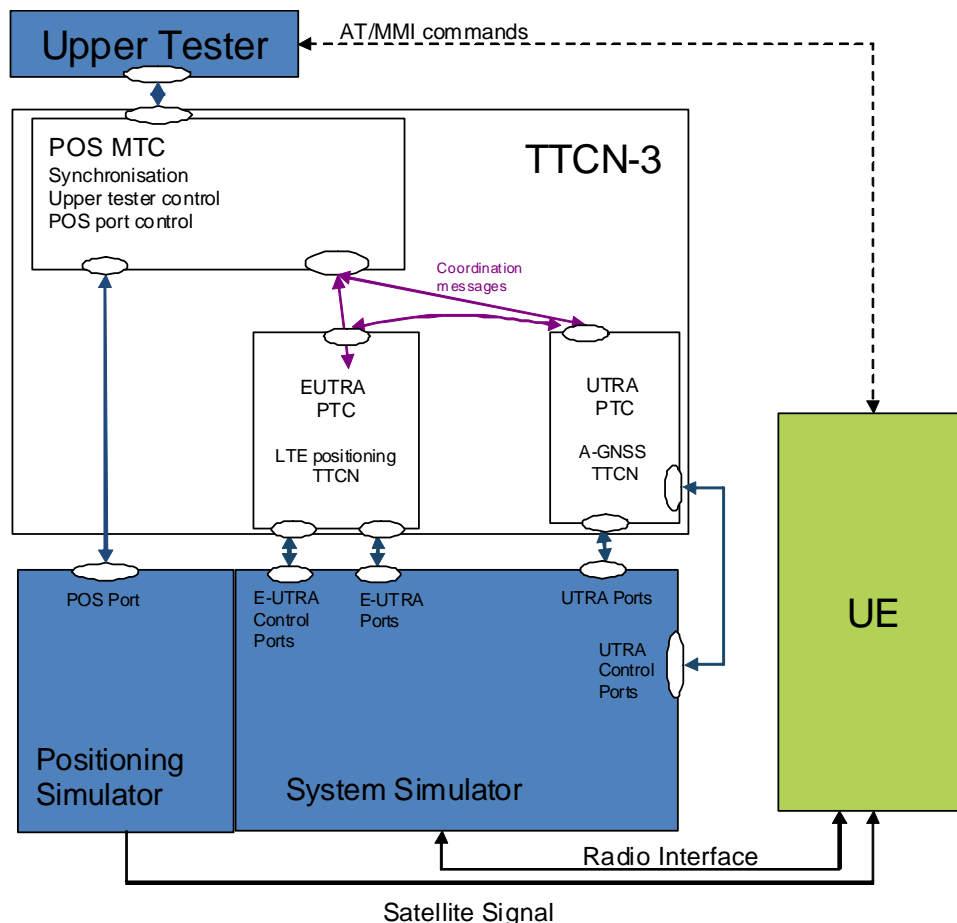 Upper Tester
AT/MMI commands
POS MTC
Synchronisation
Upper tester control
POS port control
TTCN-3
Coordination
messages
EUTRA
PTC
LTE positioning
TTCN
UTRA
PTC
A-GNSS
TTCN
POS Port
E-UTRA
Control
Ports
E-UTRA
Ports
UTRA Ports
UTRA
Control
Ports
UE
Positioning
Simulator
System Simulator
Radio Interface
Satellite Signal